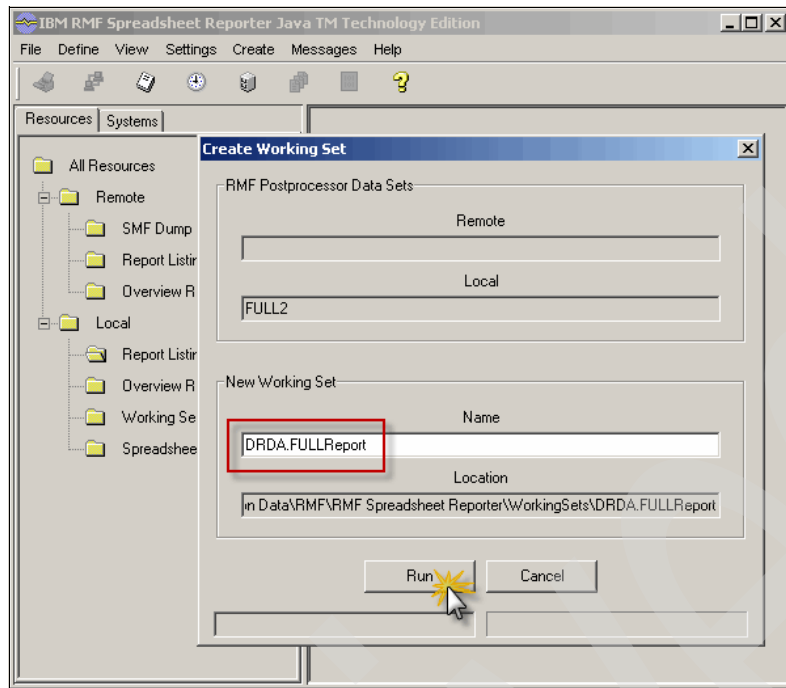 IBM RMF Spreadsheet Reporter Java TM Technology Edition
File Define View Settings Create Messages Help
Resources Systems
All Resources
Remote
SMF Dump
Report Listin
Overview R
Local
Report Listin
Overview R
Working Se
Spreadshee
Create Working Set
RMF Postprocessor Data Sets
Remote
Local
FULL2
New Working Set
Name
DRDA.FULLReport
Location
in Data\RMF\RMF Spreadsheet Reporter\WorkingSets\DRDA.FULLReport
Run Cancel